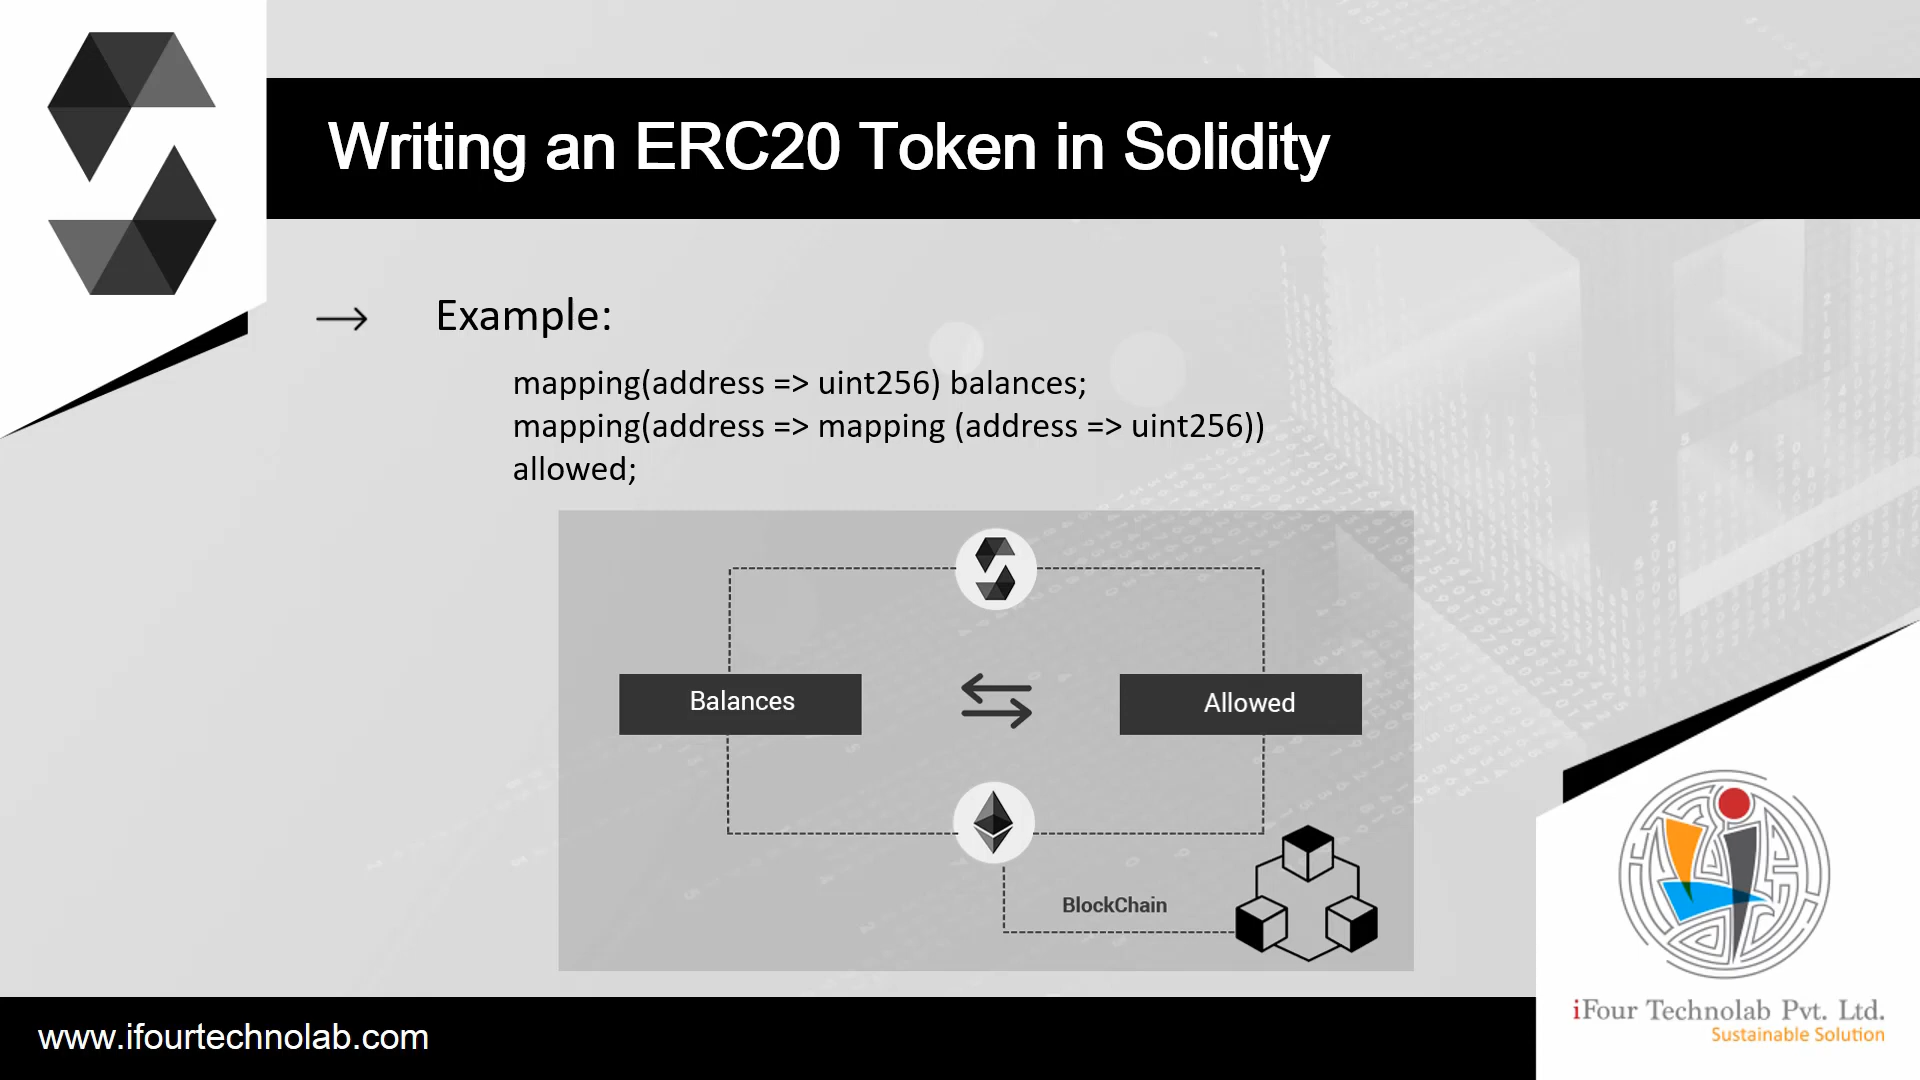 Writing an ERC20 Token in Solidity
Example:
mapping(address => uint256) balances;
mapping(address => mapping (address => uint256))
allowed;
Balances
Allowed
BlockChain
www.ifourtechnolab.com
iFour Technolab Pvt. Ltd.
Sustainable Solution